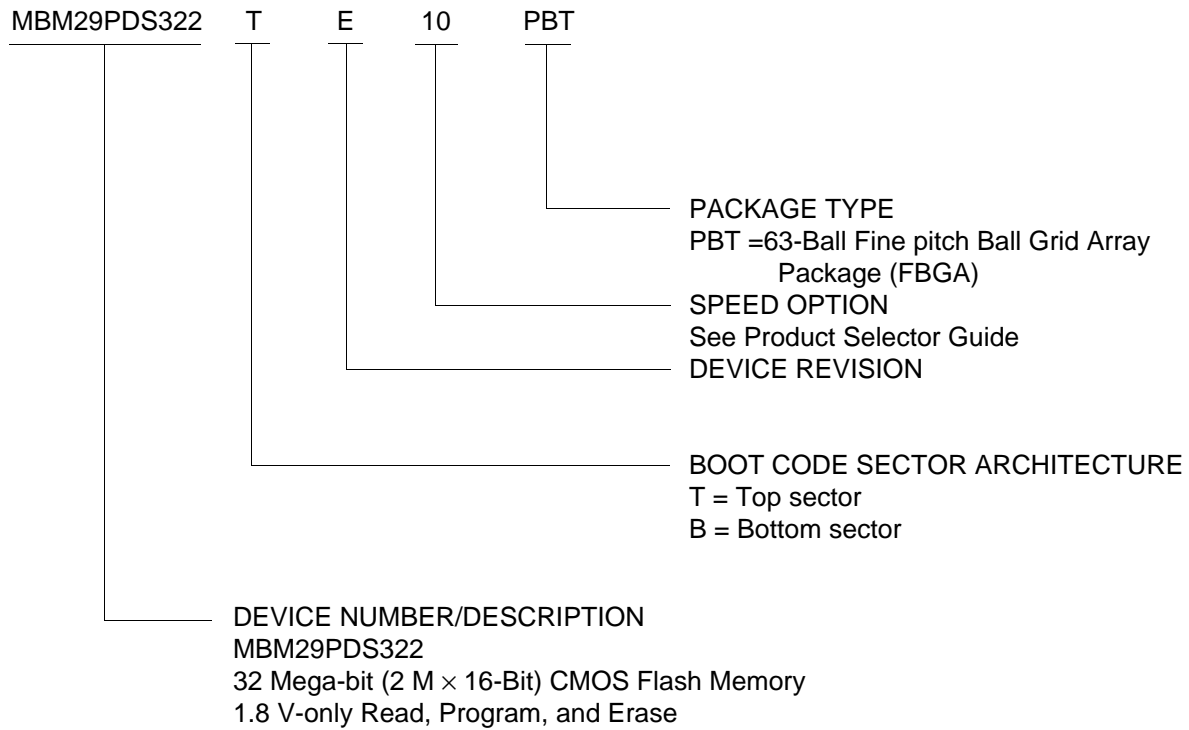 MBM29PDS322 T E 10 PBT
PACKAGE TYPE
PBT =63-Ball Fine pitch Ball Grid Array
Package (FBGA)
SPEED OPTION
See Product Selector Guide
DEVICE REVISION
BOOT CODE SECTOR ARCHITECTURE
T = Top sector
B = Bottom sector
DEVICE NUMBER/DESCRIPTION
MBM29PDS322
32 Mega-bit (2 M × 16-Bit) CMOS Flash Memory
1.8 V-only Read, Program, and Erase